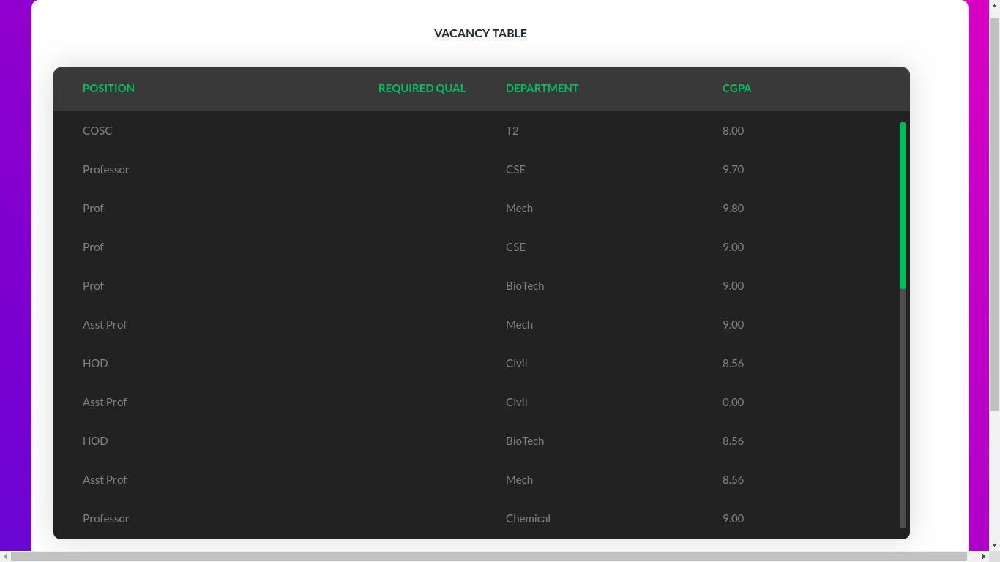 VACANCY TABLE
POSITION REQUIRED QUAL DEPARTMENT CGPA
COSC T2 8.00
Professor CSE 9.70
Prof Mech 9.80
Prof CSE 9.00
Prof BioTech 9.00
Asst Prof Mech 9.00
HOD Civil 8.56
Asst Prof Civil 0.00
HOD BioTech 8.56
Asst Prof Mech 8.56
Professor Chemical 9.00